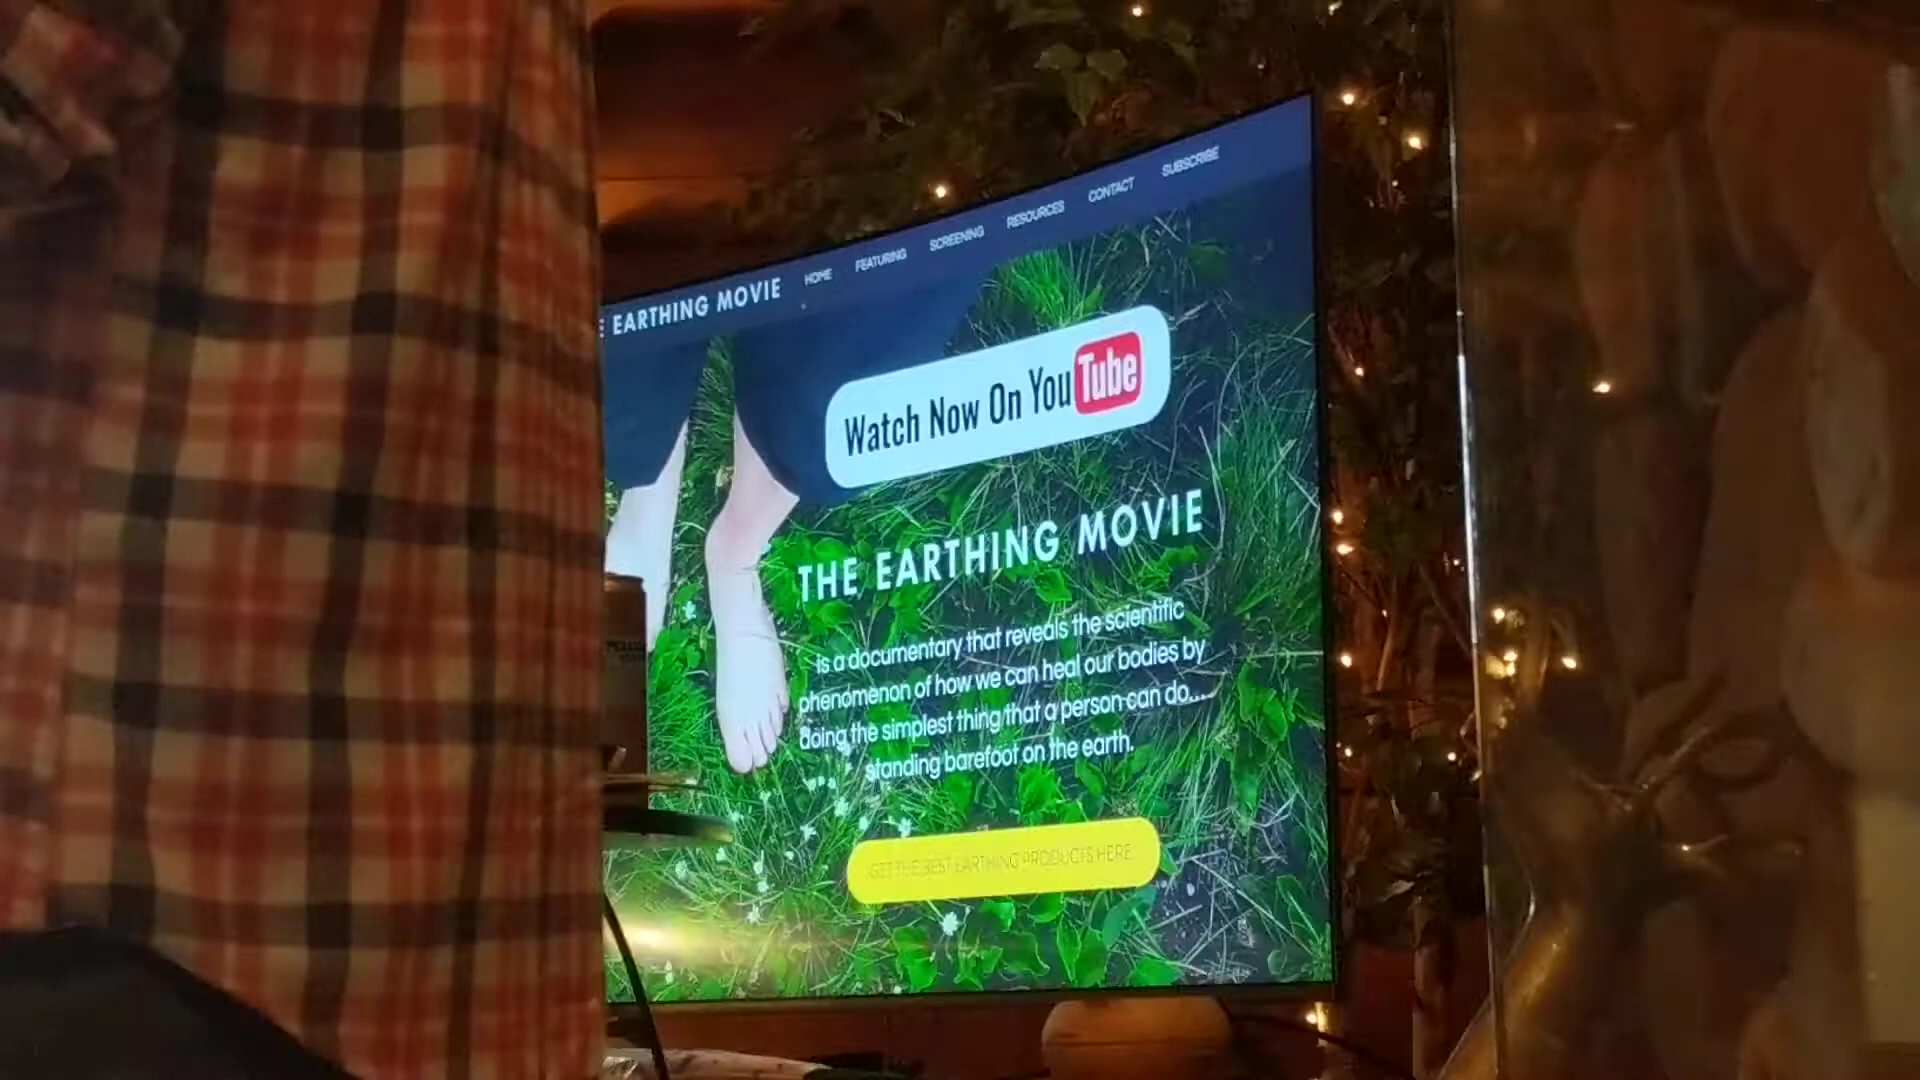 EARTHING MOVIE
HOME FEATURING SCREENING RESOURCES CONTACT SUBSCRIBE
Watch Now On YouTube
THE EARTHING MOVIE
is a documentary that reveals the scientific
phenomenon of how we can heal our bodies by
doing the simplest thing that a person can do....
standing barefoot on the earth.
GET THE BEST EARTHING PRODUCTS HERE